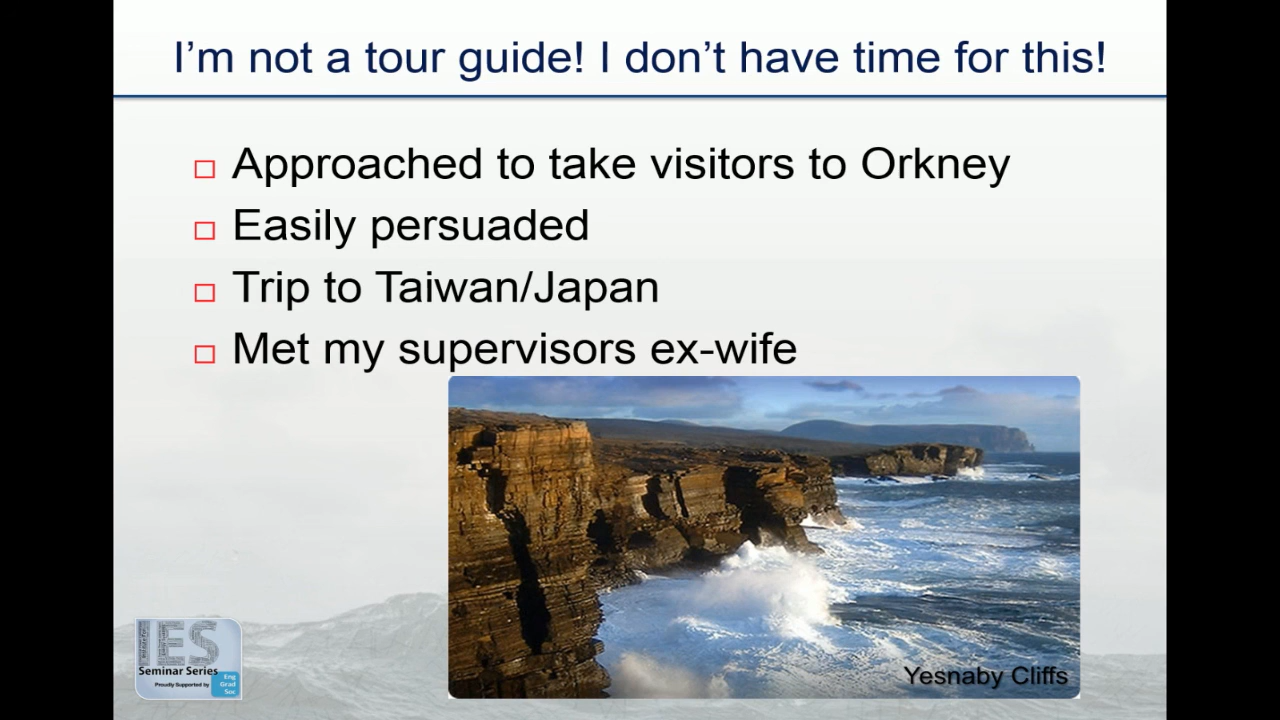 I'm not a tour guide! I don't have time for this!
Approached to take visitors to Orkney
Easily persuaded
Trip to Taiwan/Japan
Met my supervisors ex-wife
Yesnaby Cliffs
IES
Seminar Series
Proudly Supported by
Eng
Grad
Soc